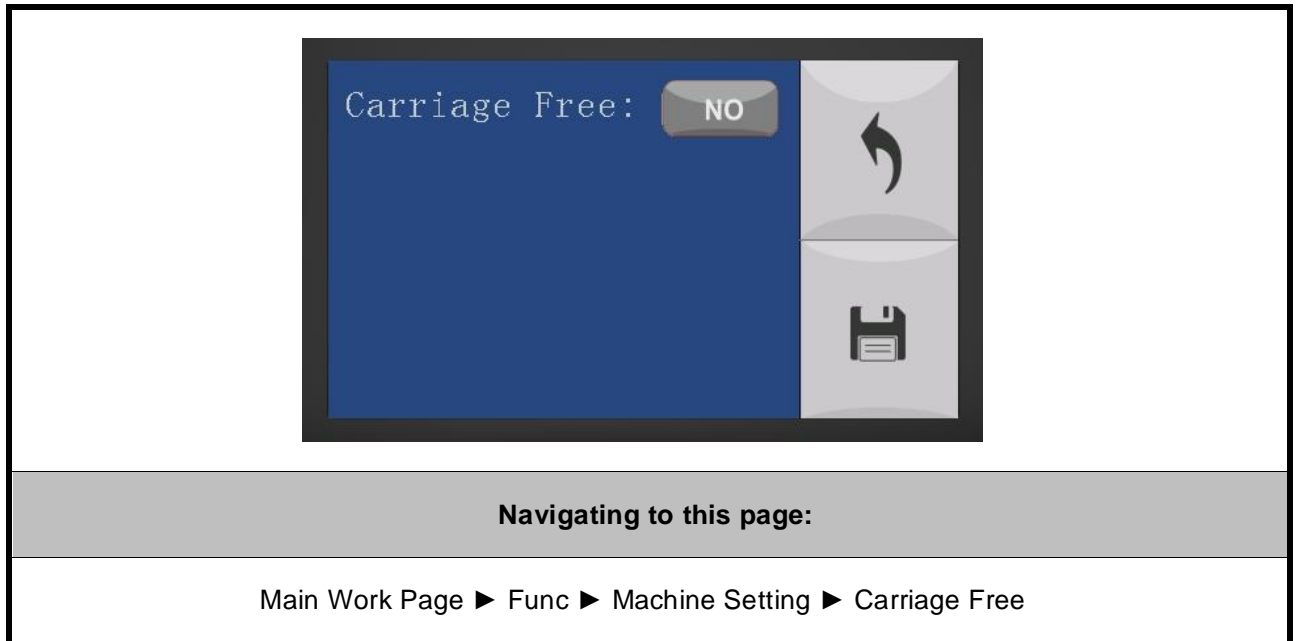 Carriage Free: NO
Navigating to this page:
Main Work Page ► Func ► Machine Setting ► Carriage Free